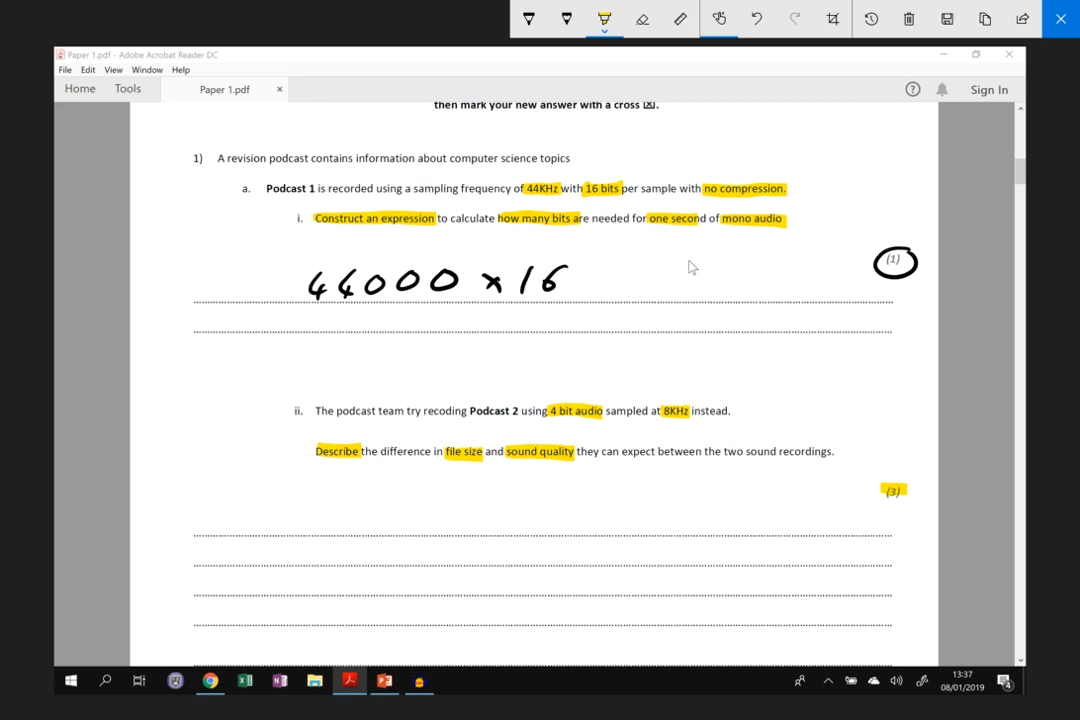 Paper 1.pdf - Adobe Acrobat Reader DC
File Edit View Window Help
Home Tools Paper 1.pdf × Sign In
then mark your new answer with a cross ☒.
1) A revision podcast contains information about computer science topics
a. Podcast 1 is recorded using a sampling frequency of 44KHz with 16 bits per sample with no compression.
i. Construct an expression to calculate how many bits are needed for one second of mono audio
(1)
44000 × 16
ii. The podcast team try recoding Podcast 2 using 4 bit audio sampled at 8KHz instead.
Describe the difference in file size and sound quality they can expect between the two sound recordings.
(3)
13:37
08/01/2019
4